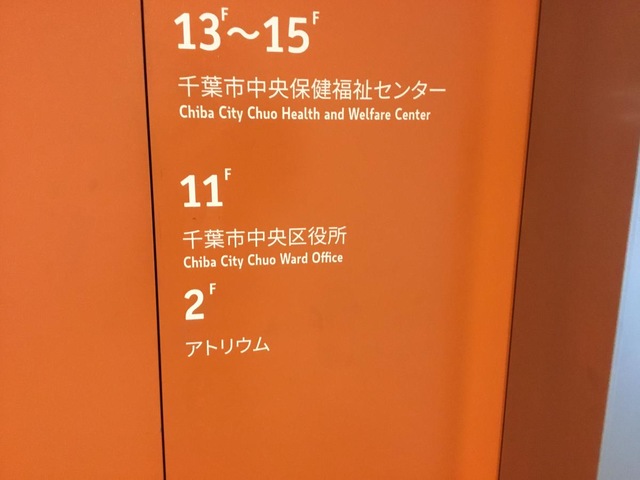 13F～15F
千葉市中央保健福祉センター
Chiba City Chuo Health and Welfare Center
11F
千葉市中央区役所
Chiba City Chuo Ward Office
2F
アトリウム